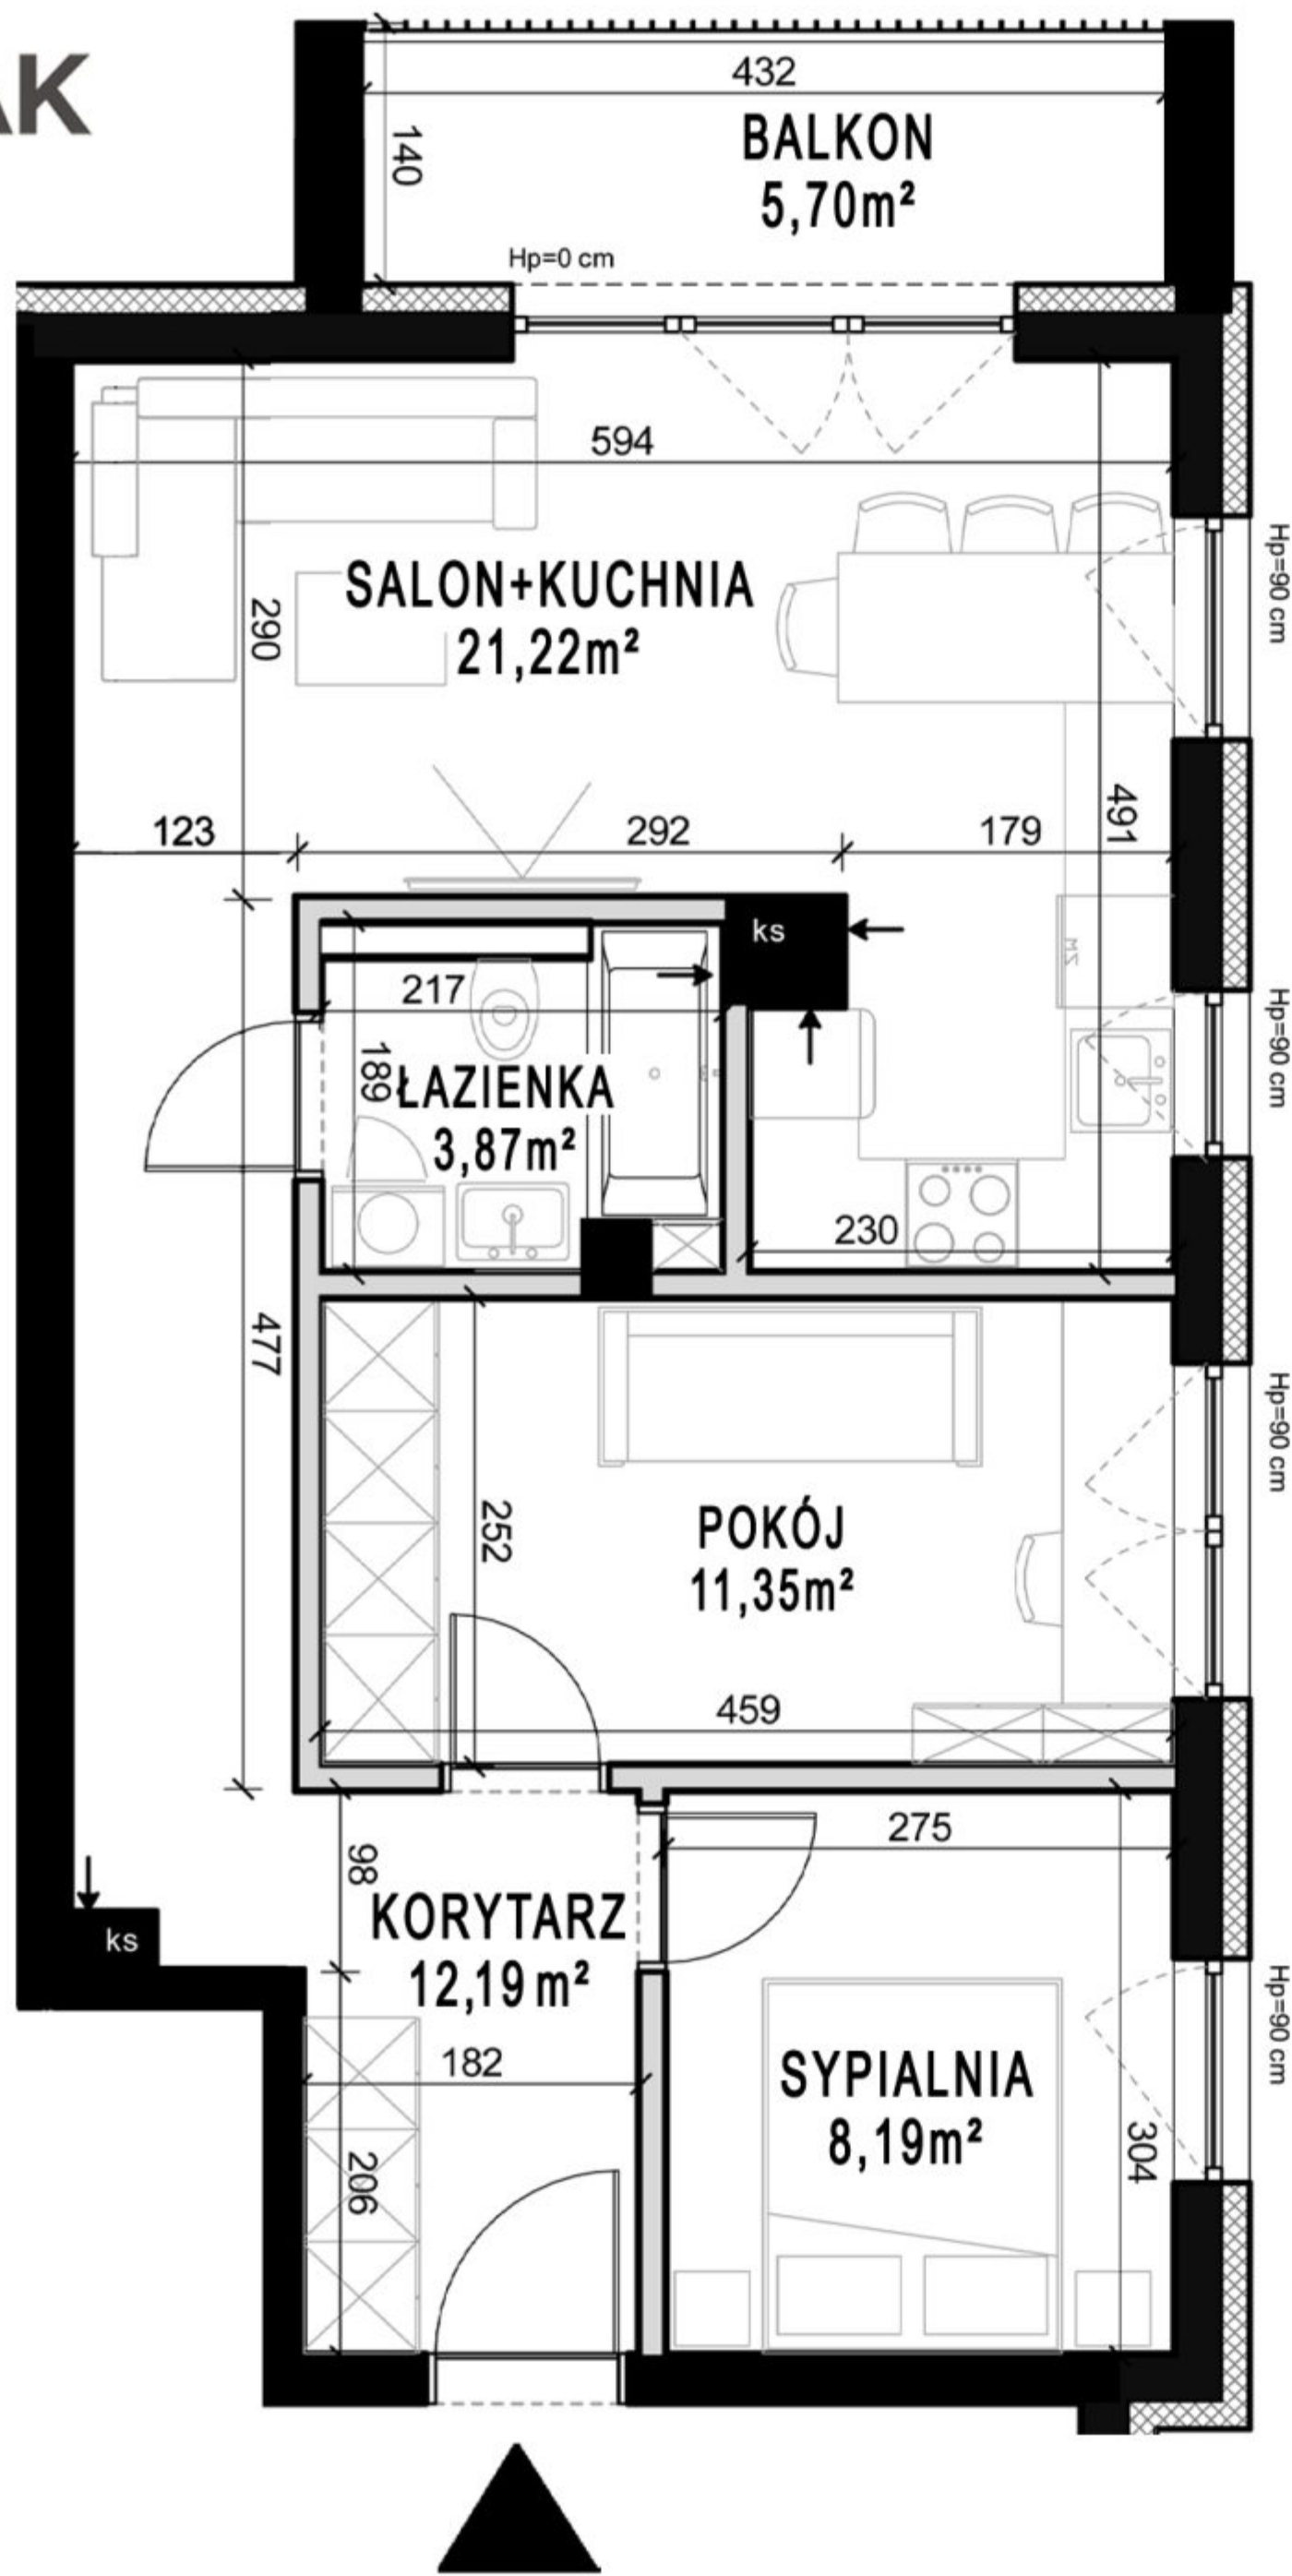 AK
432
140
BALKON
5,70m²
Hp=0 cm
594
SALON+KUCHNIA
21,22m²
290
Hp=90 cm
123
292
179
491
ks
MZ
217
189
ŁAZIENKA
3,87m²
Hp=90 cm
230
477
252
POKÓJ
11,35m²
Hp=90 cm
459
275
98
KORYTARZ
12,19 m²
ks
182
206
SYPIALNIA
8,19m²
304
Hp=90 cm